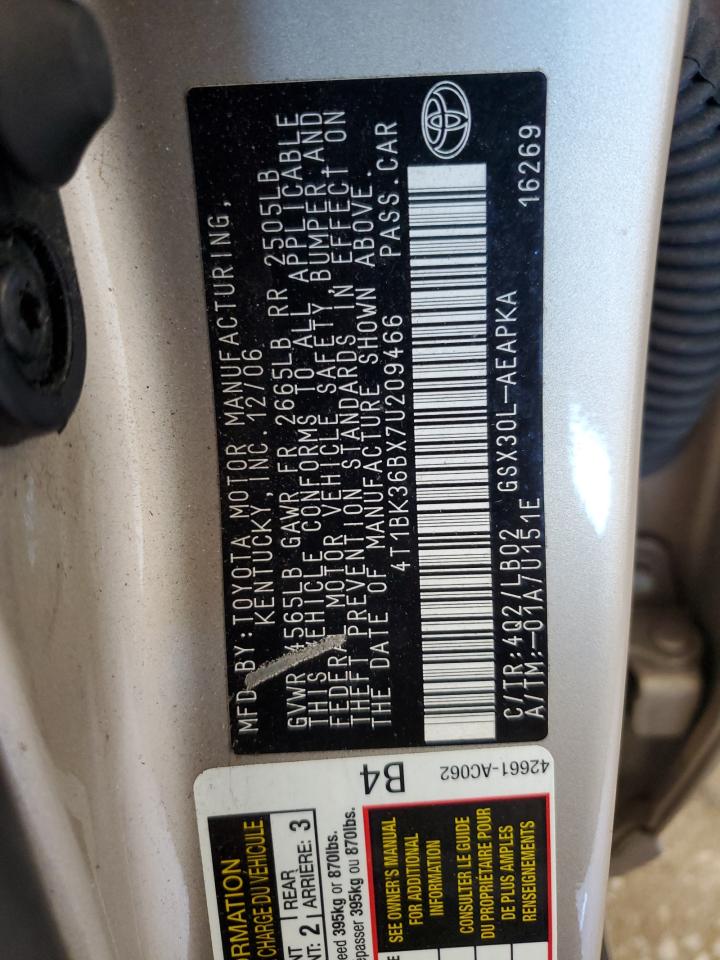 MFD BY: TOYOTA MOTOR MANUFACTURING,
KENTUCKY, INC 12/06
GVWR 4565LB GAWR FR 2665LB RR 2505LB
THIS VEHICLE CONFORMS TO ALL APPLICABLE
FEDERAL MOTOR VEHICLE SAFETY, BUMPER AND
THEFT PREVENTION STANDARDS IN EFFECT ON
THE DATE OF MANUFACTURE SHOWN ABOVE.
4T1BK36BX7U209466 PASS.CAR
C/TR:4Q2/LB02 GSX30L-AEAPKA 16269
A/TM:-01A/U151E
B4
42661-AC062
CHARGE DU VÉHICULE
REAR
2 ARRIÈRE: 3
395kg or 870lbs.
395kg ou 870lbs.
SEE OWNER'S MANUAL
FOR ADDITIONAL
INFORMATION
CONSULTER LE GUIDE
DU PROPRIÉTAIRE POUR
DE PLUS AMPLES
RENSEIGNEMENTS